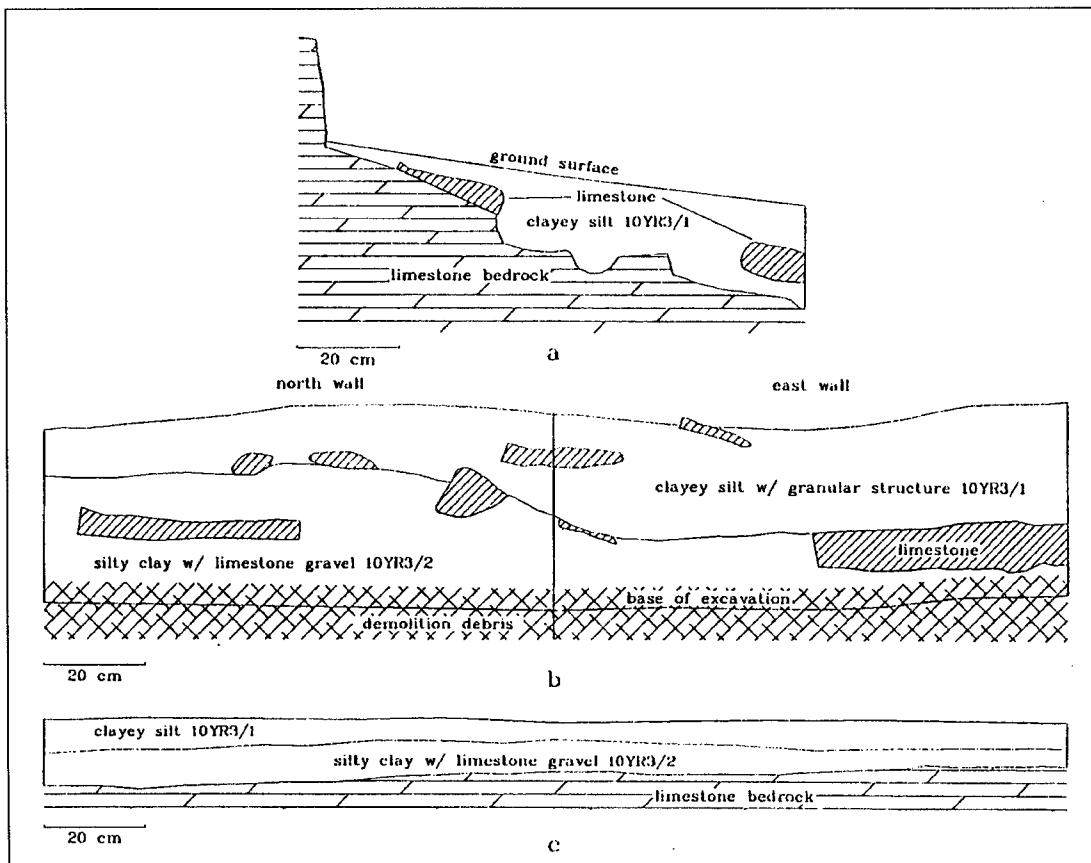 ground surface
limestone
clayey silt 10YR3/1
limestone bedrock
20 cm
a
north wall
east wall
clayey silt w/ granular structure 10YR3/1
limestone
silty clay w/ limestone gravel 10YR3/2
base of excavation
demolition debris
20 cm
b
clayey silt 10YR3/1
silty clay w/ limestone gravel 10YR3/2
limestone bedrock
20 cm
c